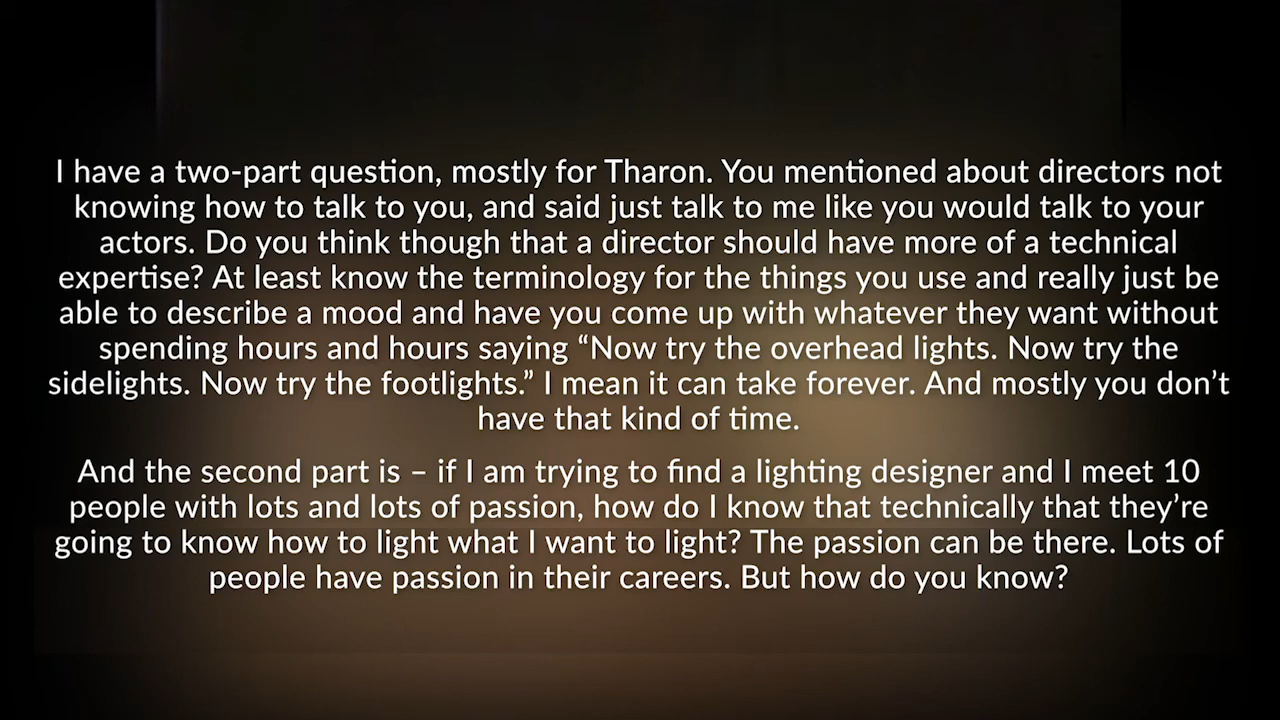 I have a two-part question, mostly for Tharon. You mentioned about directors not
knowing how to talk to you, and said just talk to me like you would talk to your
actors. Do you think though that a director should have more of a technical
expertise? At least know the terminology for the things you use and really just be
able to describe a mood and have you come up with whatever they want without
spending hours and hours saying “Now try the overhead lights. Now try the
sidelights. Now try the footlights.” I mean it can take forever. And mostly you don’t
have that kind of time.
And the second part is – if I am trying to find a lighting designer and I meet 10
people with lots and lots of passion, how do I know that technically that they’re
going to know how to light what I want to light? The passion can be there. Lots of
people have passion in their careers. But how do you know?